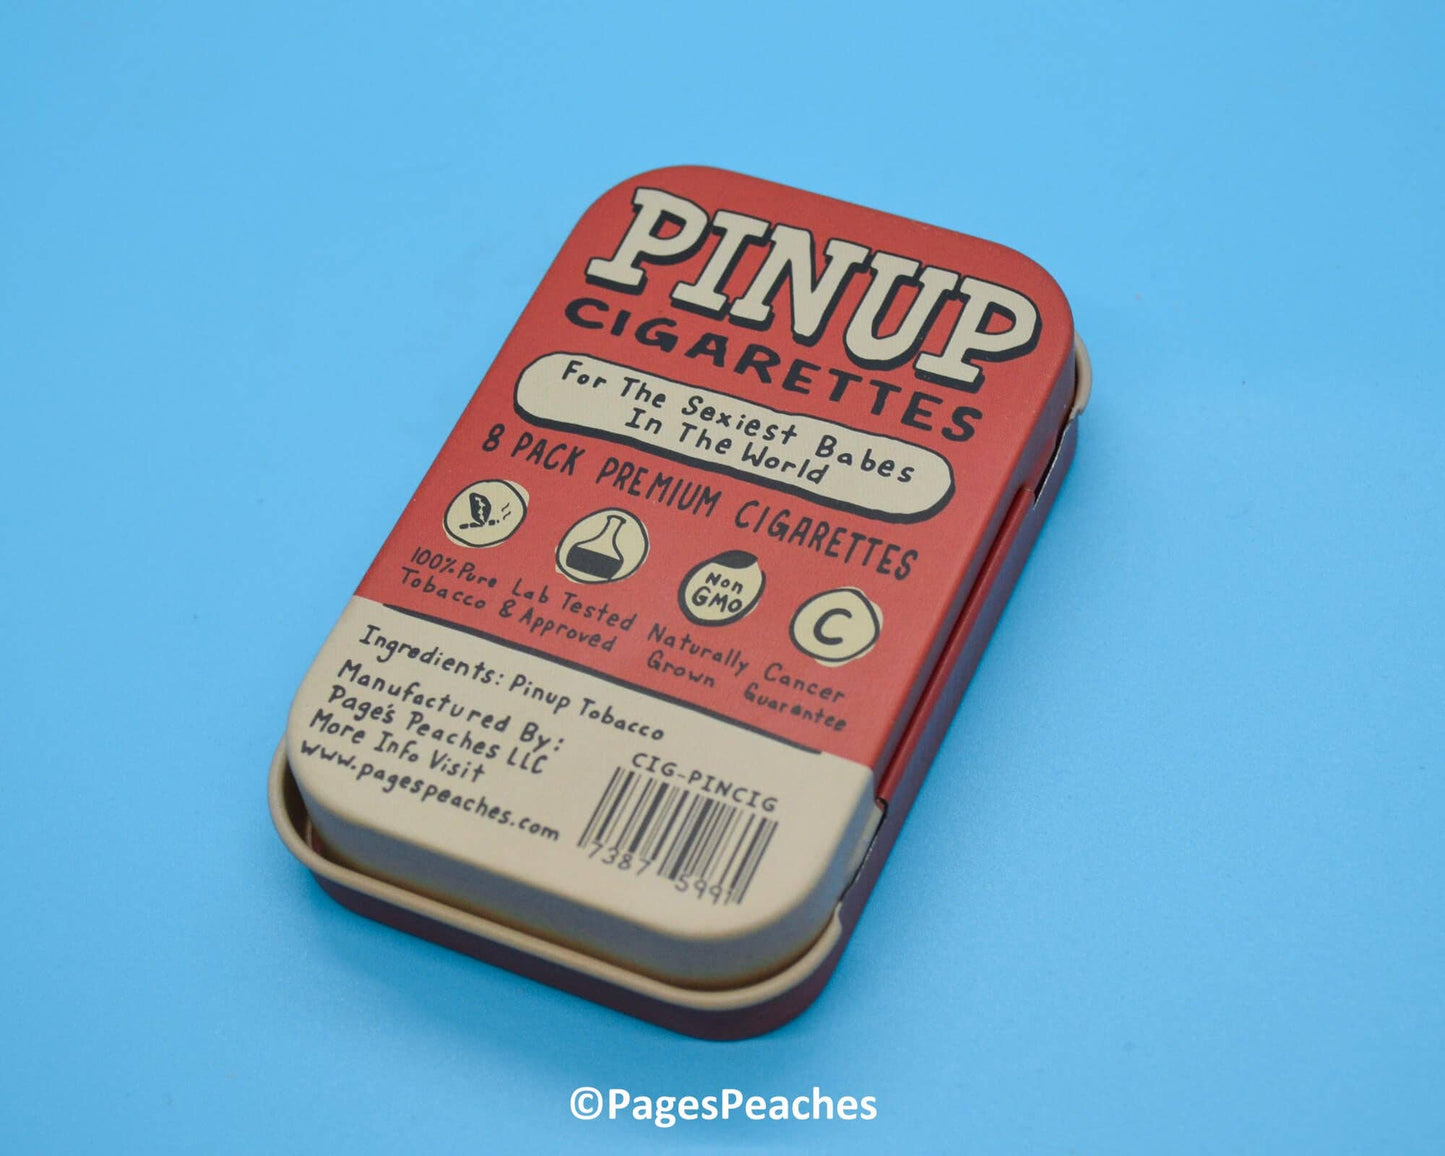 PINUP
CIGARETTES
For The Sexiest Babes
In The World
8 PACK PREMIUM CIGARETTES
100% Pure
Tobacco
Lab Tested
& Approved
Non
GMO
Naturally
Grown
C
Cancer
Guarantee
Ingredients: Pinup Tobacco
Manufactured By:
Page's Peaches LLC
More Info Visit
www.pagespeaches.com
CIG-PINCIG
7387 5991
©PagesPeaches